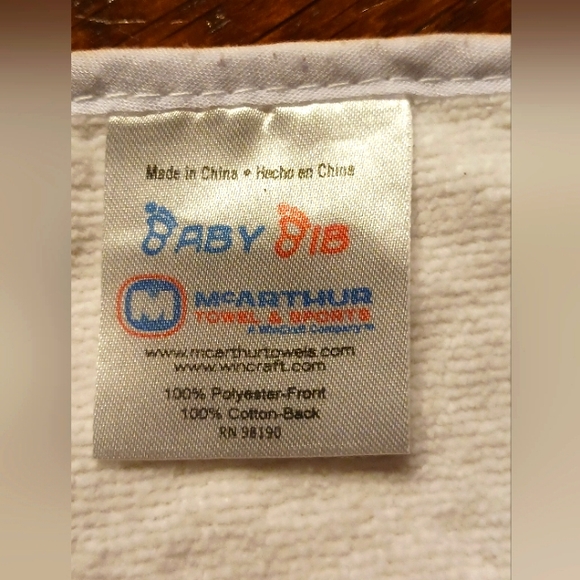 Made in China • Hecho en China
BABY BIB
M McARTHUR
TOWEL & SPORTS
A WinCraft Company™
www.mcarthurtowels.com
www.wincraft.com
100% Polyester-Front
100% Cotton-Back
RN 98190